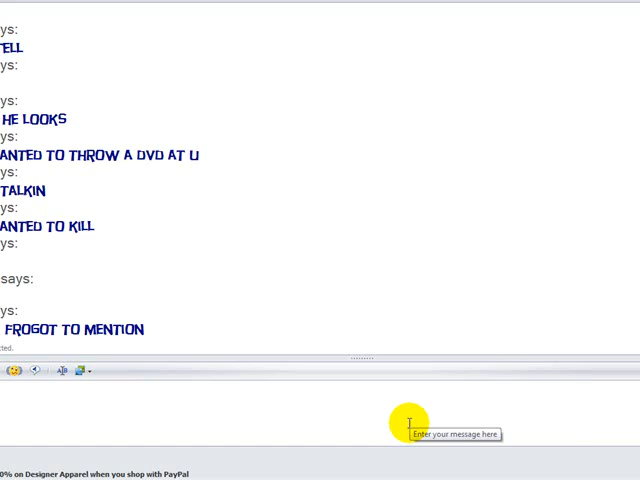 ys:
TELL
ys:
ys:
HE LOOKS
ys:
ANTED TO THROW A DVD AT U
ys:
TALKIN
ys:
ANTED TO KILL
ys:
says:
ys:
FROGOT TO MENTION
cted.
Enter your message here
0% on Designer Apparel when you shop with PayPal